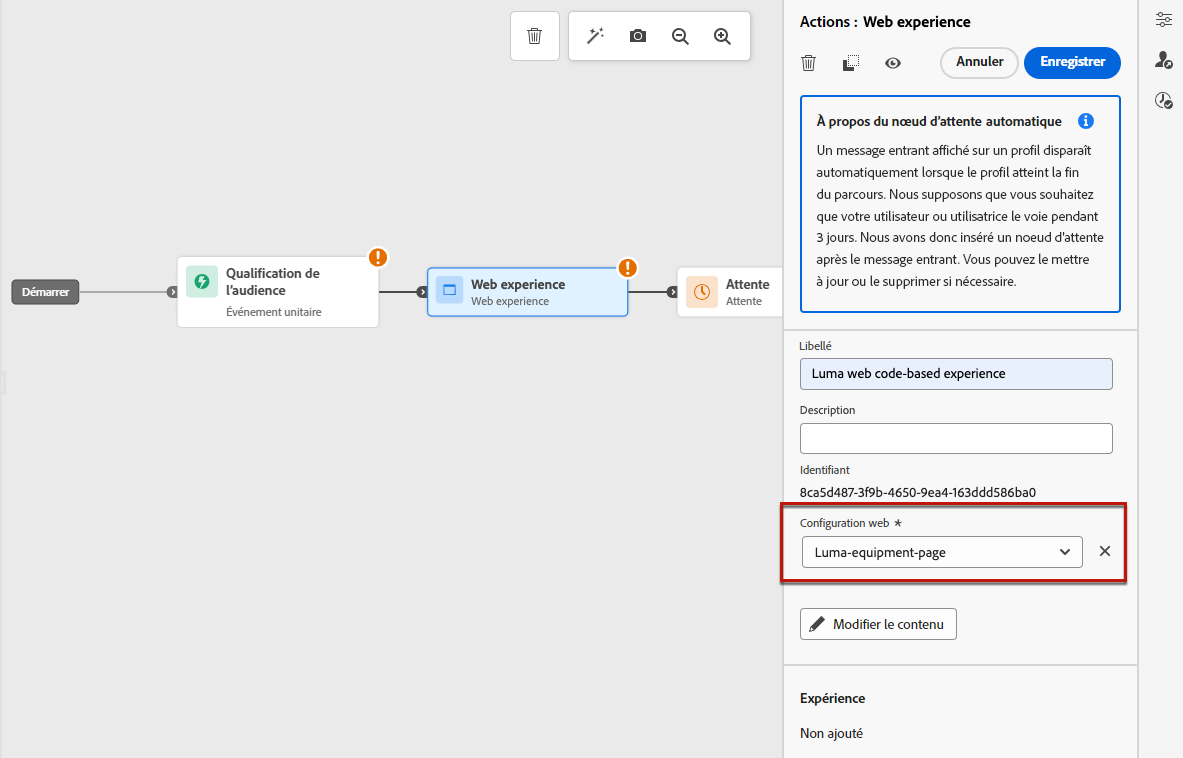 Démarrer
Qualification de
l'audience
Événement unitaire
Web experience
Web experience
Attente
Attente
Actions : Web experience
Annuler
Enregistrer
À propos du nœud d'attente automatique
Un message entrant affiché sur un profil disparaît
automatiquement lorsque le profil atteint la fin
du parcours. Nous supposons que vous souhaitez
que votre utilisateur ou utilisatrice le voie pendant
3 jours. Nous avons donc inséré un noeud d'attente
après le message entrant. Vous pouvez le mettre
à jour ou le supprimer si nécessaire.
Libellé
Luma web code-based experience
Description
Identifiant
8ca5d487-3f9b-4650-9ea4-163ddd586ba0
Configuration web *
Luma-equipment-page
Modifier le contenu
Expérience
Non ajouté